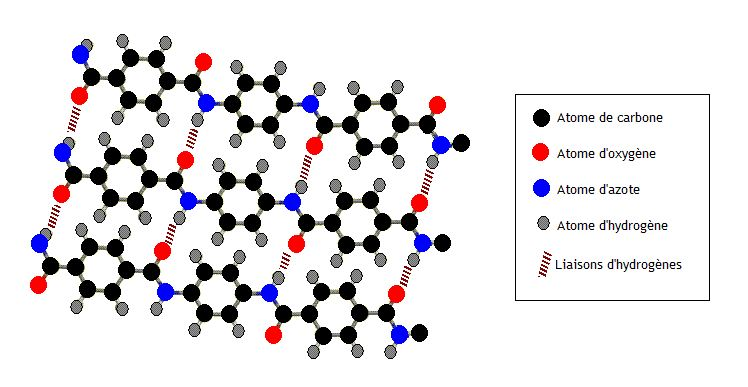 Atome de carbone
Atome d'oxygène
Atome d'azote
Atome d'hydrogène
Liaisons d'hydrogènes